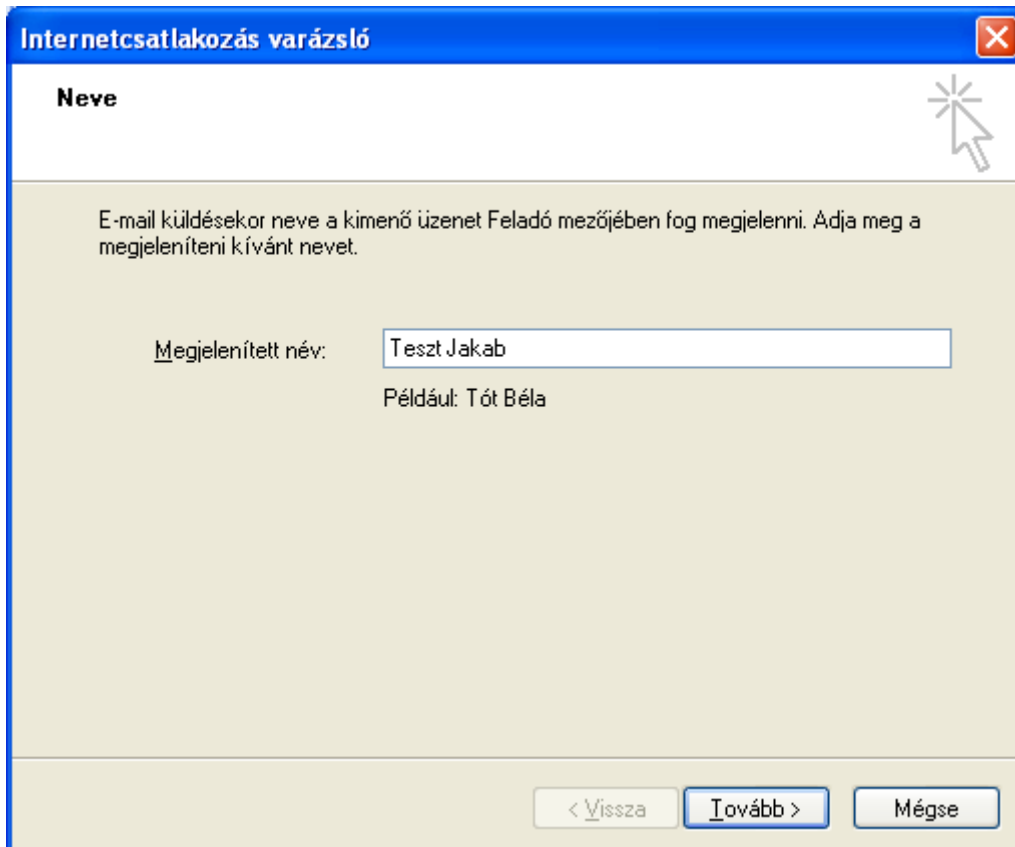 Internetcsatlakozás varázsló
Neve
E-mail küldésekor neve a kimenő üzenet Feladó mezőjében fog megjelenni. Adja meg a
megjeleníteni kívánt nevet.
Megjelenített név: Teszt Jakab
Például: Tót Béla
< Vissza Tovább > Mégse